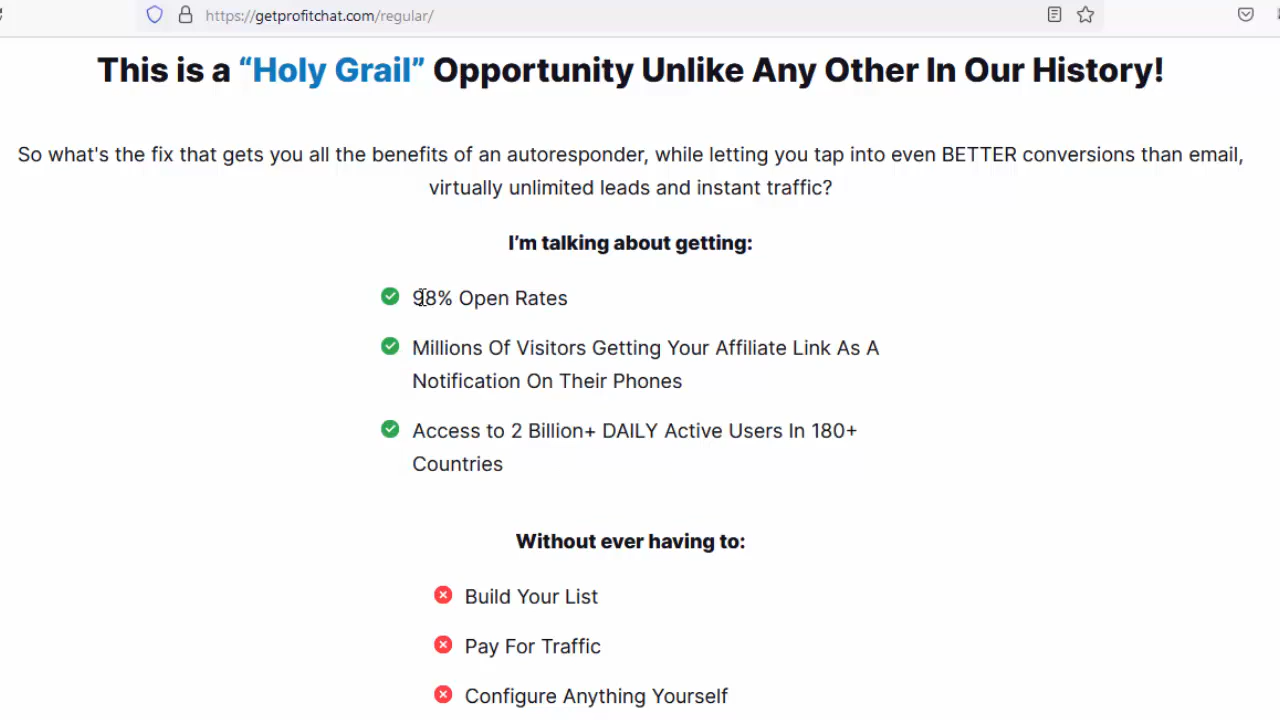 https://getprofitchat.com/regular/
This is a “Holy Grail” Opportunity Unlike Any Other In Our History!
So what's the fix that gets you all the benefits of an autoresponder, while letting you tap into even BETTER conversions than email,
virtually unlimited leads and instant traffic?
I’m talking about getting:
98% Open Rates
Millions Of Visitors Getting Your Affiliate Link As A
Notification On Their Phones
Access to 2 Billion+ DAILY Active Users In 180+
Countries
Without ever having to:
Build Your List
Pay For Traffic
Configure Anything Yourself